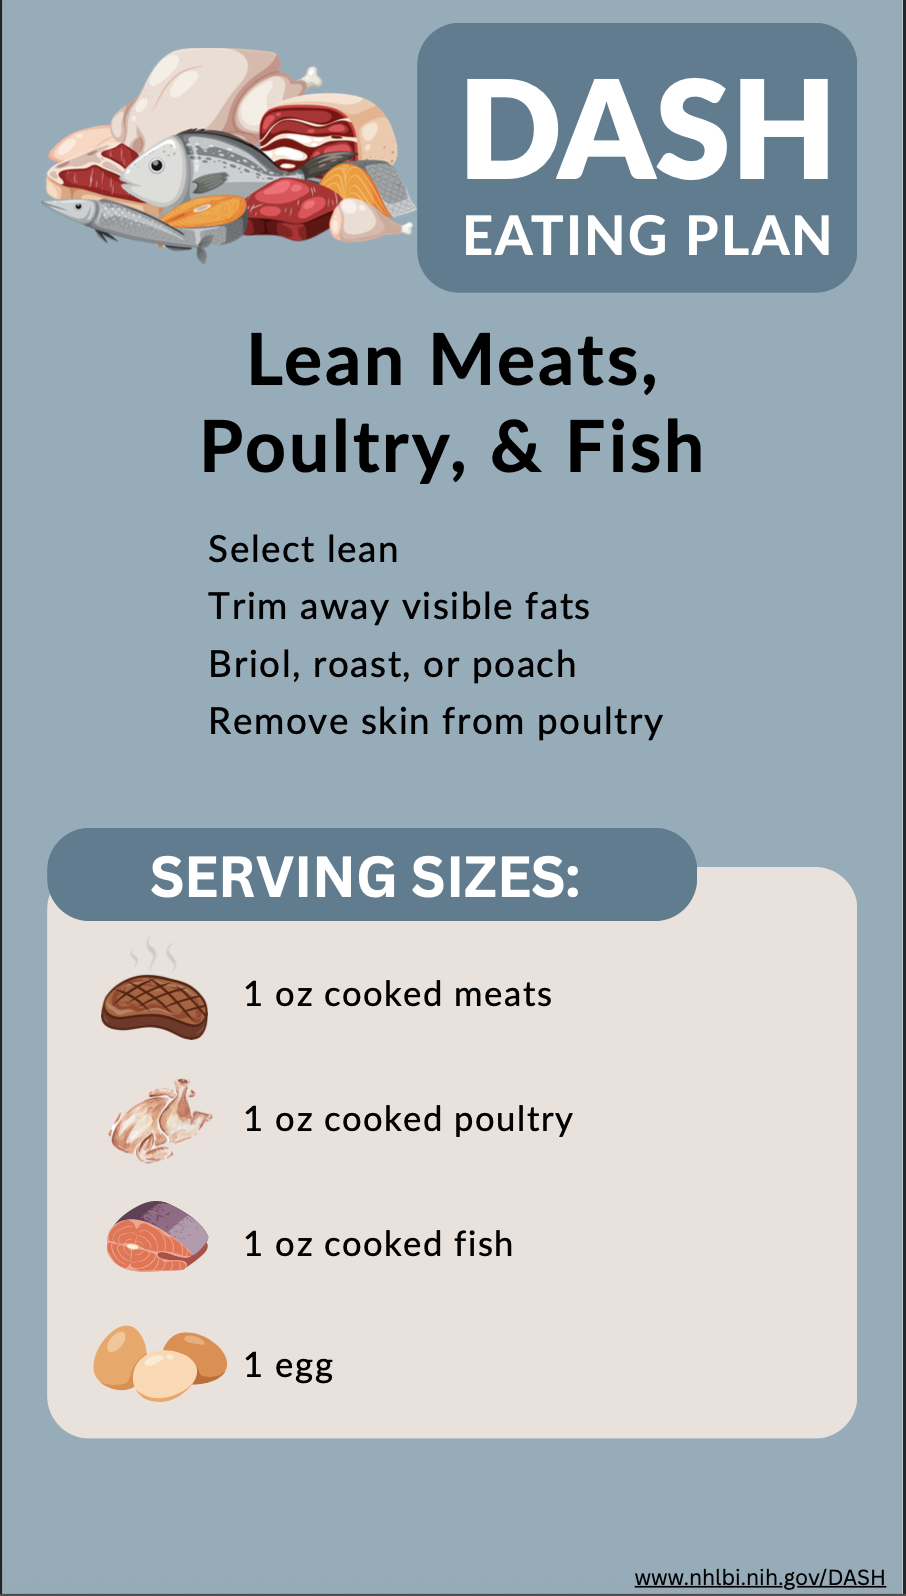 DASH
EATING PLAN
Lean Meats,
Poultry, & Fish
Select lean
Trim away visible fats
Briol, roast, or poach
Remove skin from poultry
SERVING SIZES:
1 oz cooked meats
1 oz cooked poultry
1 oz cooked fish
1 egg
www.nhlbi.nih.gov/DASH